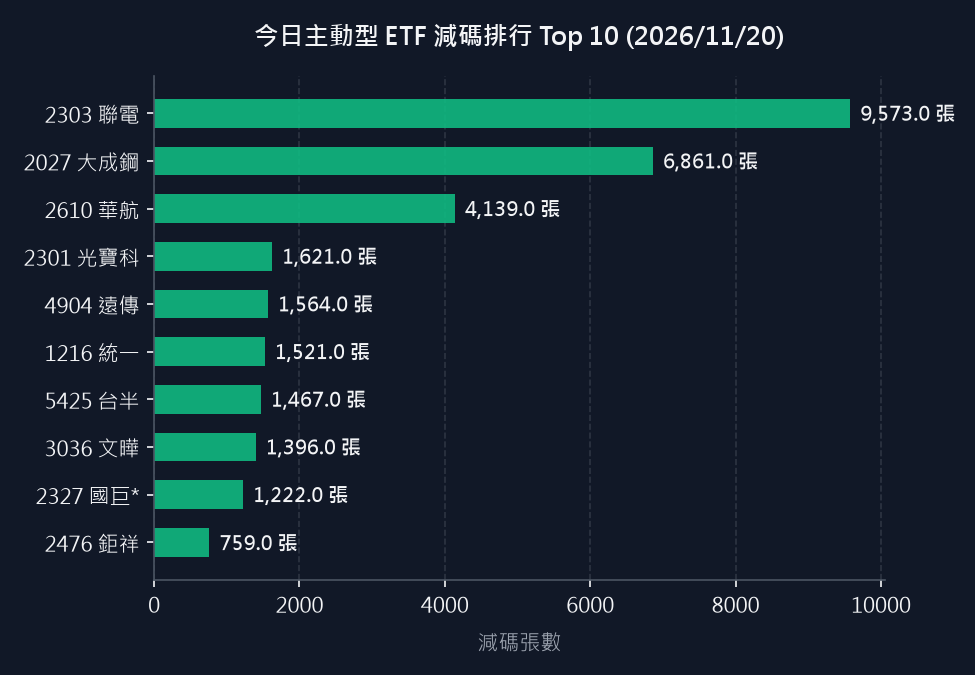 今日主動型 ETF 減碼排行 Top 10 (2026/11/20)
2303 聯電 9,573.0 張
2027 大成鋼 6,861.0 張
2610 華航 4,139.0 張
2301 光寶科 1,621.0 張
4904 遠傳 1,564.0 張
1216 統一 1,521.0 張
5425 台半 1,467.0 張
3036 文曄 1,396.0 張
2327 國巨* 1,222.0 張
2476 鉅祥 759.0 張
0 2000 4000 6000 8000 10000
減碼張數